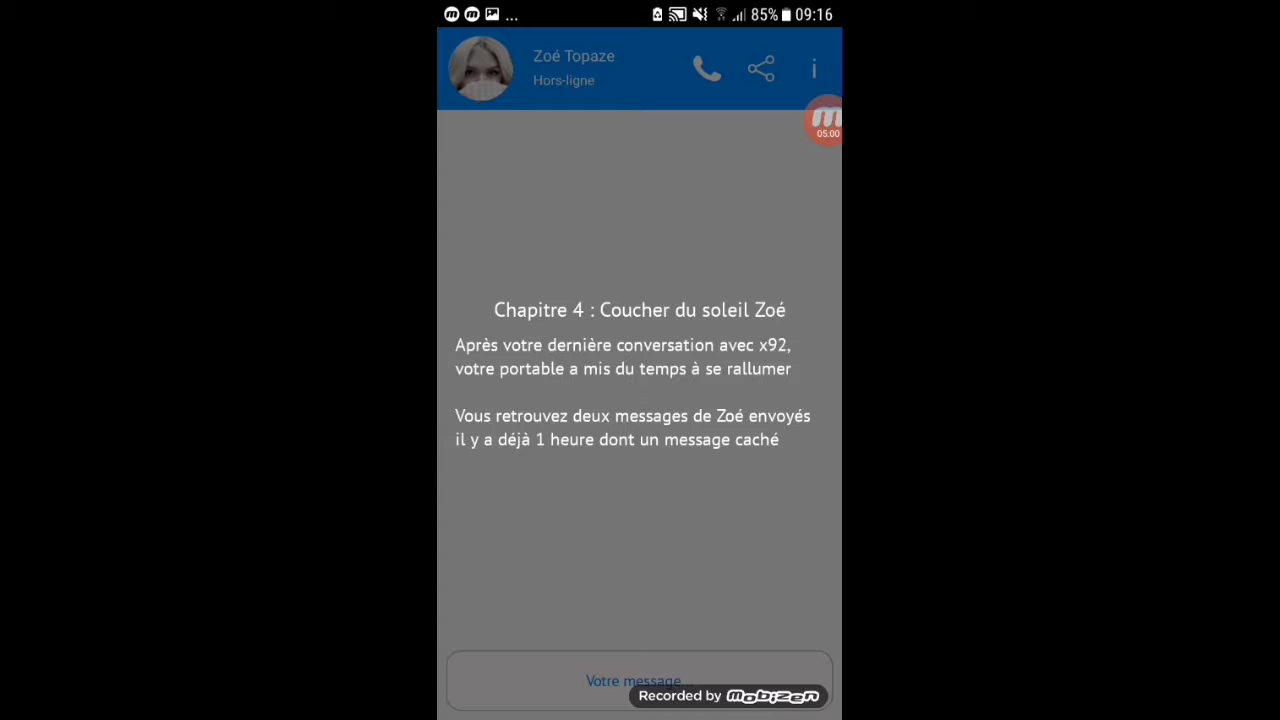 ... 85% 09:16
Zoé Topaze
Hors-ligne
i
m
05:00
Chapitre 4 : Coucher du soleil Zoé
Après votre dernière conversation avec x92,
votre portable a mis du temps à se rallumer
Vous retrouvez deux messages de Zoé envoyés
il y a déjà 1 heure dont un message caché
Votre message...
Recorded by mobizen